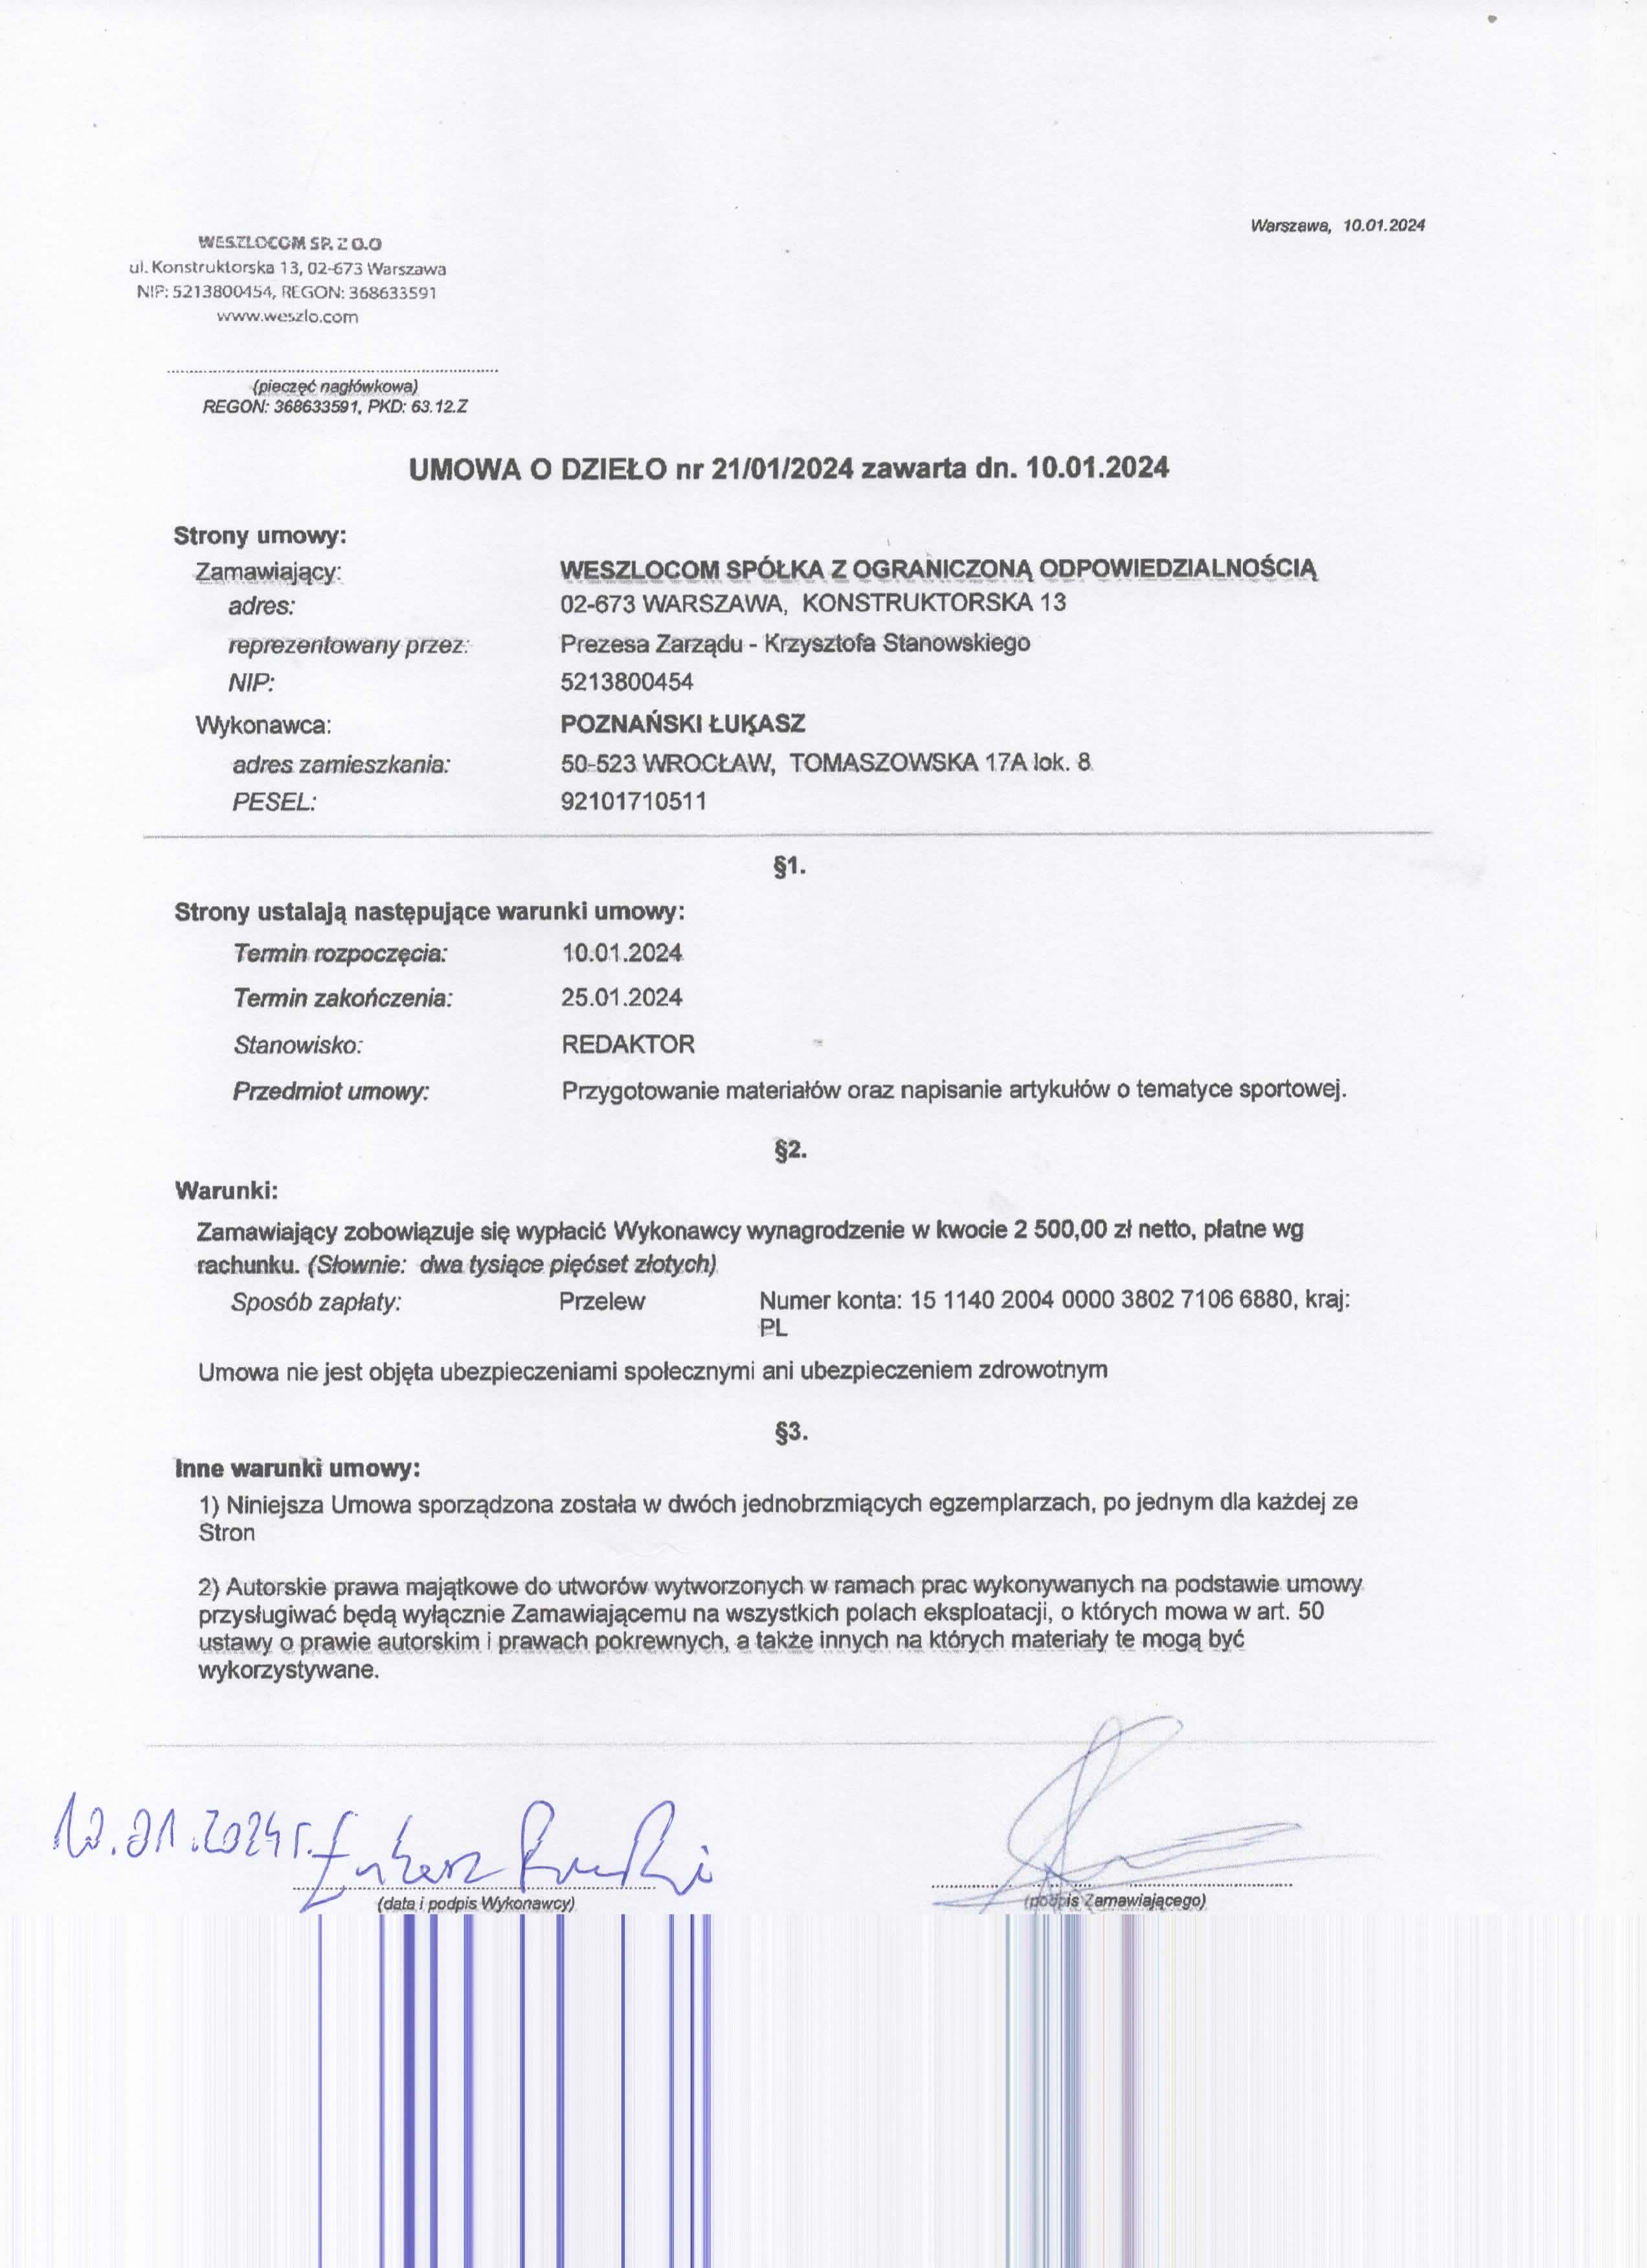 Warszawa, 10.01.2024
WESZLOCOM SP. Z O.O
ul. Konstruktorska 13, 02-673 Warszawa
NIP: 5213800454, REGON: 368633591
www.weszlo.com
(pieczęć nagłówkowa)
REGON: 368633591, PKD: 63.12.Z
UMOWA O DZIEŁO nr 21/01/2024 zawarta dn. 10.01.2024
Strony umowy:
Zamawiający: WESZLOCOM SPÓŁKA Z OGRANICZONĄ ODPOWIEDZIALNOŚCIĄ
adres: 02-673 WARSZAWA, KONSTRUKTORSKA 13
reprezentowany przez: Prezesa Zarządu - Krzysztofa Stanowskiego
NIP: 5213800454
Wykonawca: POZNAŃSKI ŁUKASZ
adres zamieszkania: 50-523 WROCŁAW, TOMASZOWSKA 17A lok. 8
PESEL: 92101710511
§1.
Strony ustalają następujące warunki umowy:
Termin rozpoczęcia: 10.01.2024
Termin zakończenia: 25.01.2024
Stanowisko: REDAKTOR
Przedmiot umowy: Przygotowanie materiałów oraz napisanie artykułów o tematyce sportowej.
§2.
Warunki:
Zamawiający zobowiązuje się wypłacić Wykonawcy wynagrodzenie w kwocie 2 500,00 zł netto, płatne wg
rachunku. (Słownie: dwa tysiące pięćset złotych)
Sposób zapłaty: Przelew Numer konta: 15 1140 2004 0000 3802 7106 6880, kraj:
PL
Umowa nie jest objęta ubezpieczeniami społecznymi ani ubezpieczeniem zdrowotnym
§3.
Inne warunki umowy:
1) Niniejsza Umowa sporządzona została w dwóch jednobrzmiących egzemplarzach, po jednym dla każdej ze
Stron
2) Autorskie prawa majątkowe do utworów wytworzonych w ramach prac wykonywanych na podstawie umowy
przysługiwać będą wyłącznie Zamawiającemu na wszystkich polach eksploatacji, o których mowa w art. 50
ustawy o prawie autorskim i prawach pokrewnych, a także innych na których materiały te mogą być
wykorzystywane.
10.01.2024r. Łukasz
(data i podpis Wykonawcy)
(podpis Zamawiającego)